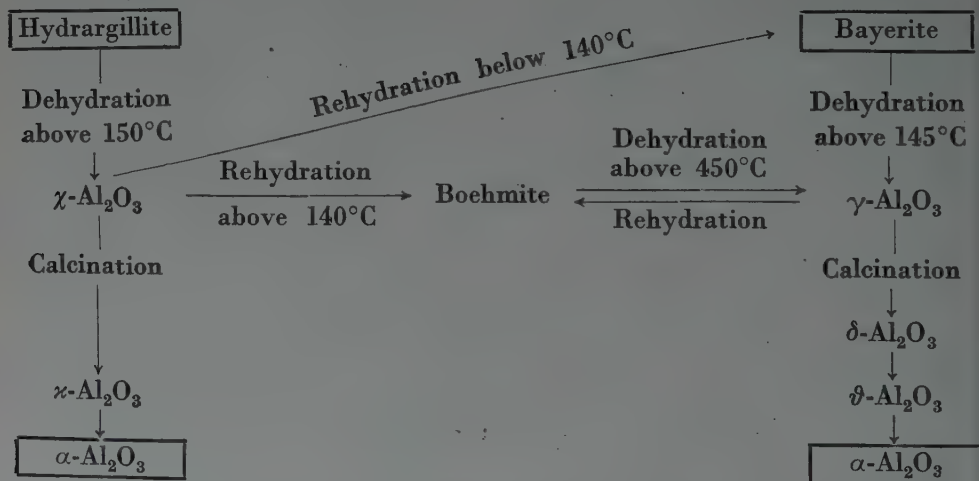 Hydrargillite
Bayerite
Rehydration below 140°C
Dehydration
above 150°C
Dehydration
above 450°C
Dehydration
above 145°C
χ-Al₂O₃
Rehydration
above 140°C
Boehmite
Rehydration
γ-Al₂O₃
Calcination
Calcination
δ-Al₂O₃
ϰ-Al₂O₃
ϑ-Al₂O₃
α-Al₂O₃
α-Al₂O₃